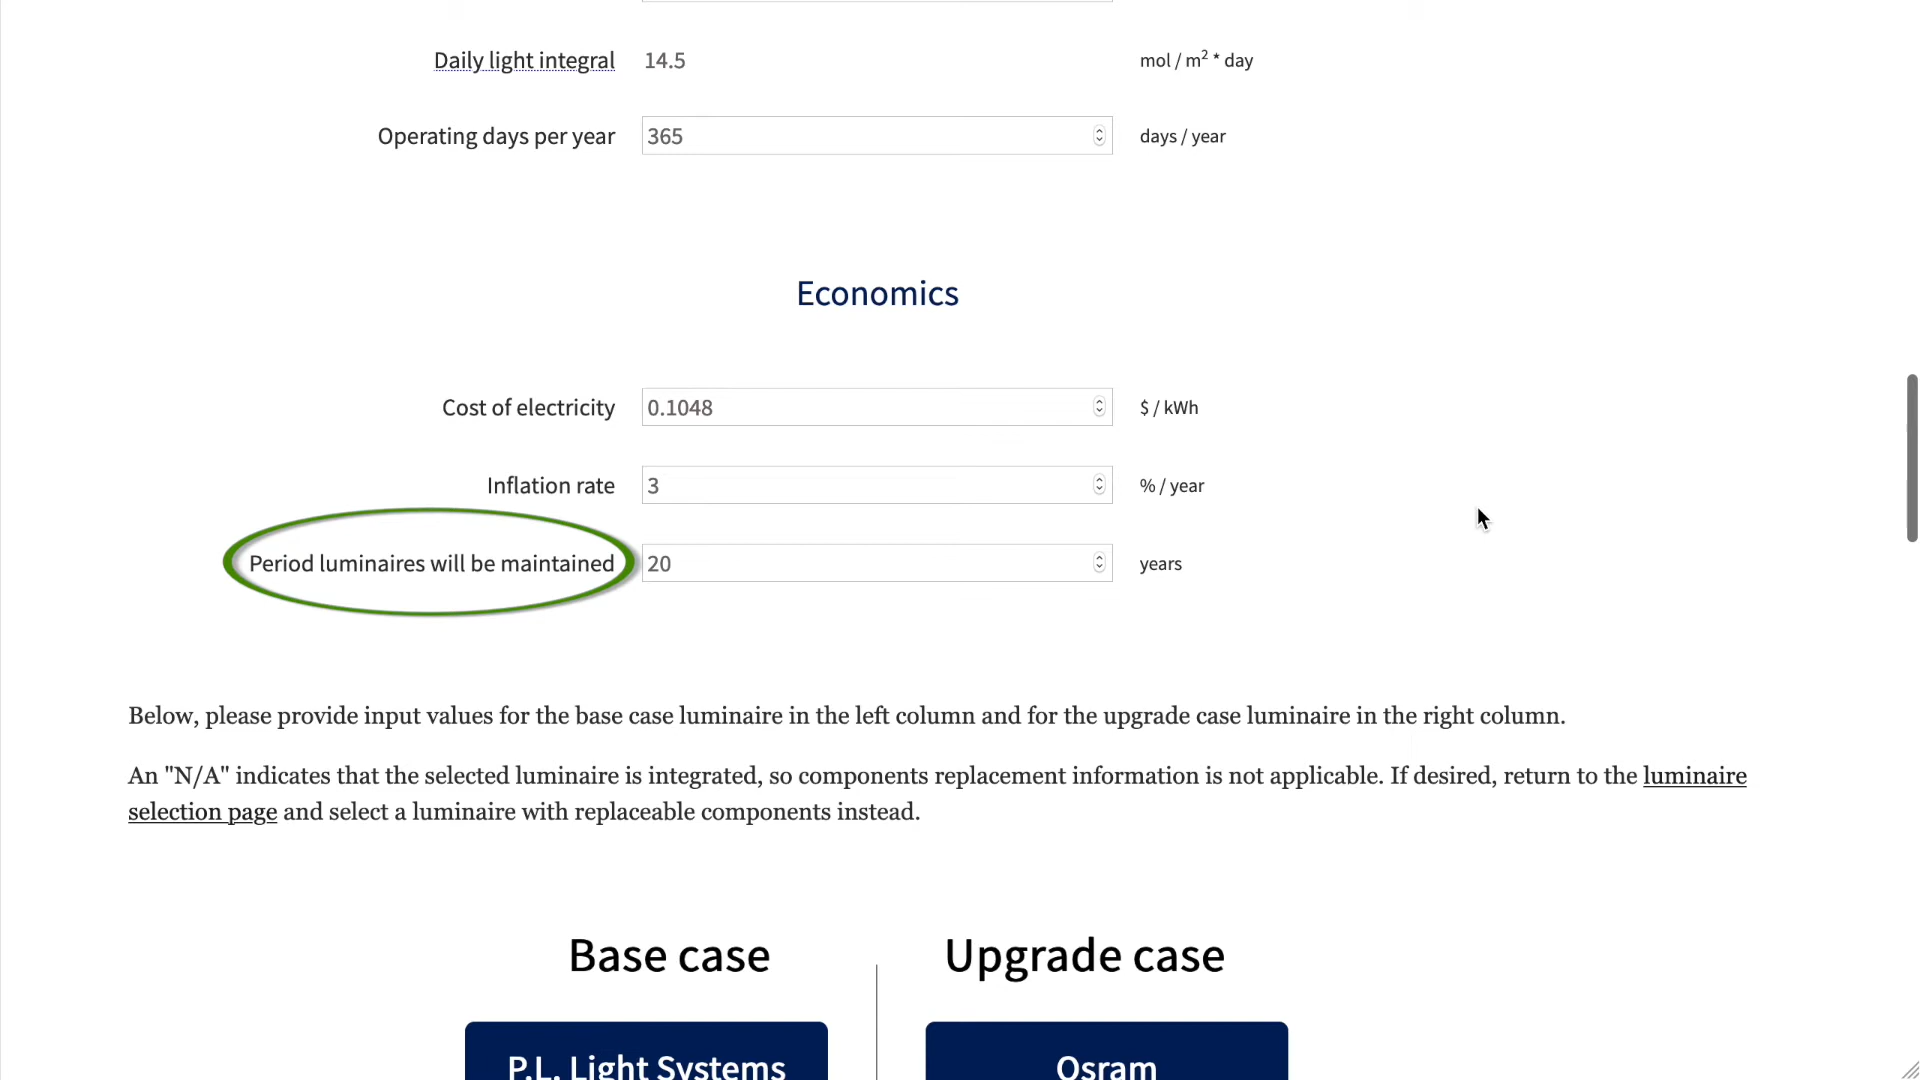 Daily light integral 14.5 mol / m² * day
Operating days per year 365 days / year
Economics
Cost of electricity 0.1048 $ / kWh
Inflation rate 3 % / year
Period luminaires will be maintained 20 years
Below, please provide input values for the base case luminaire in the left column and for the upgrade case luminaire in the right column.
An "N/A" indicates that the selected luminaire is integrated, so components replacement information is not applicable. If desired, return to the luminaire
selection page and select a luminaire with replaceable components instead.
Base case Upgrade case
P.L. Light Systems Osram